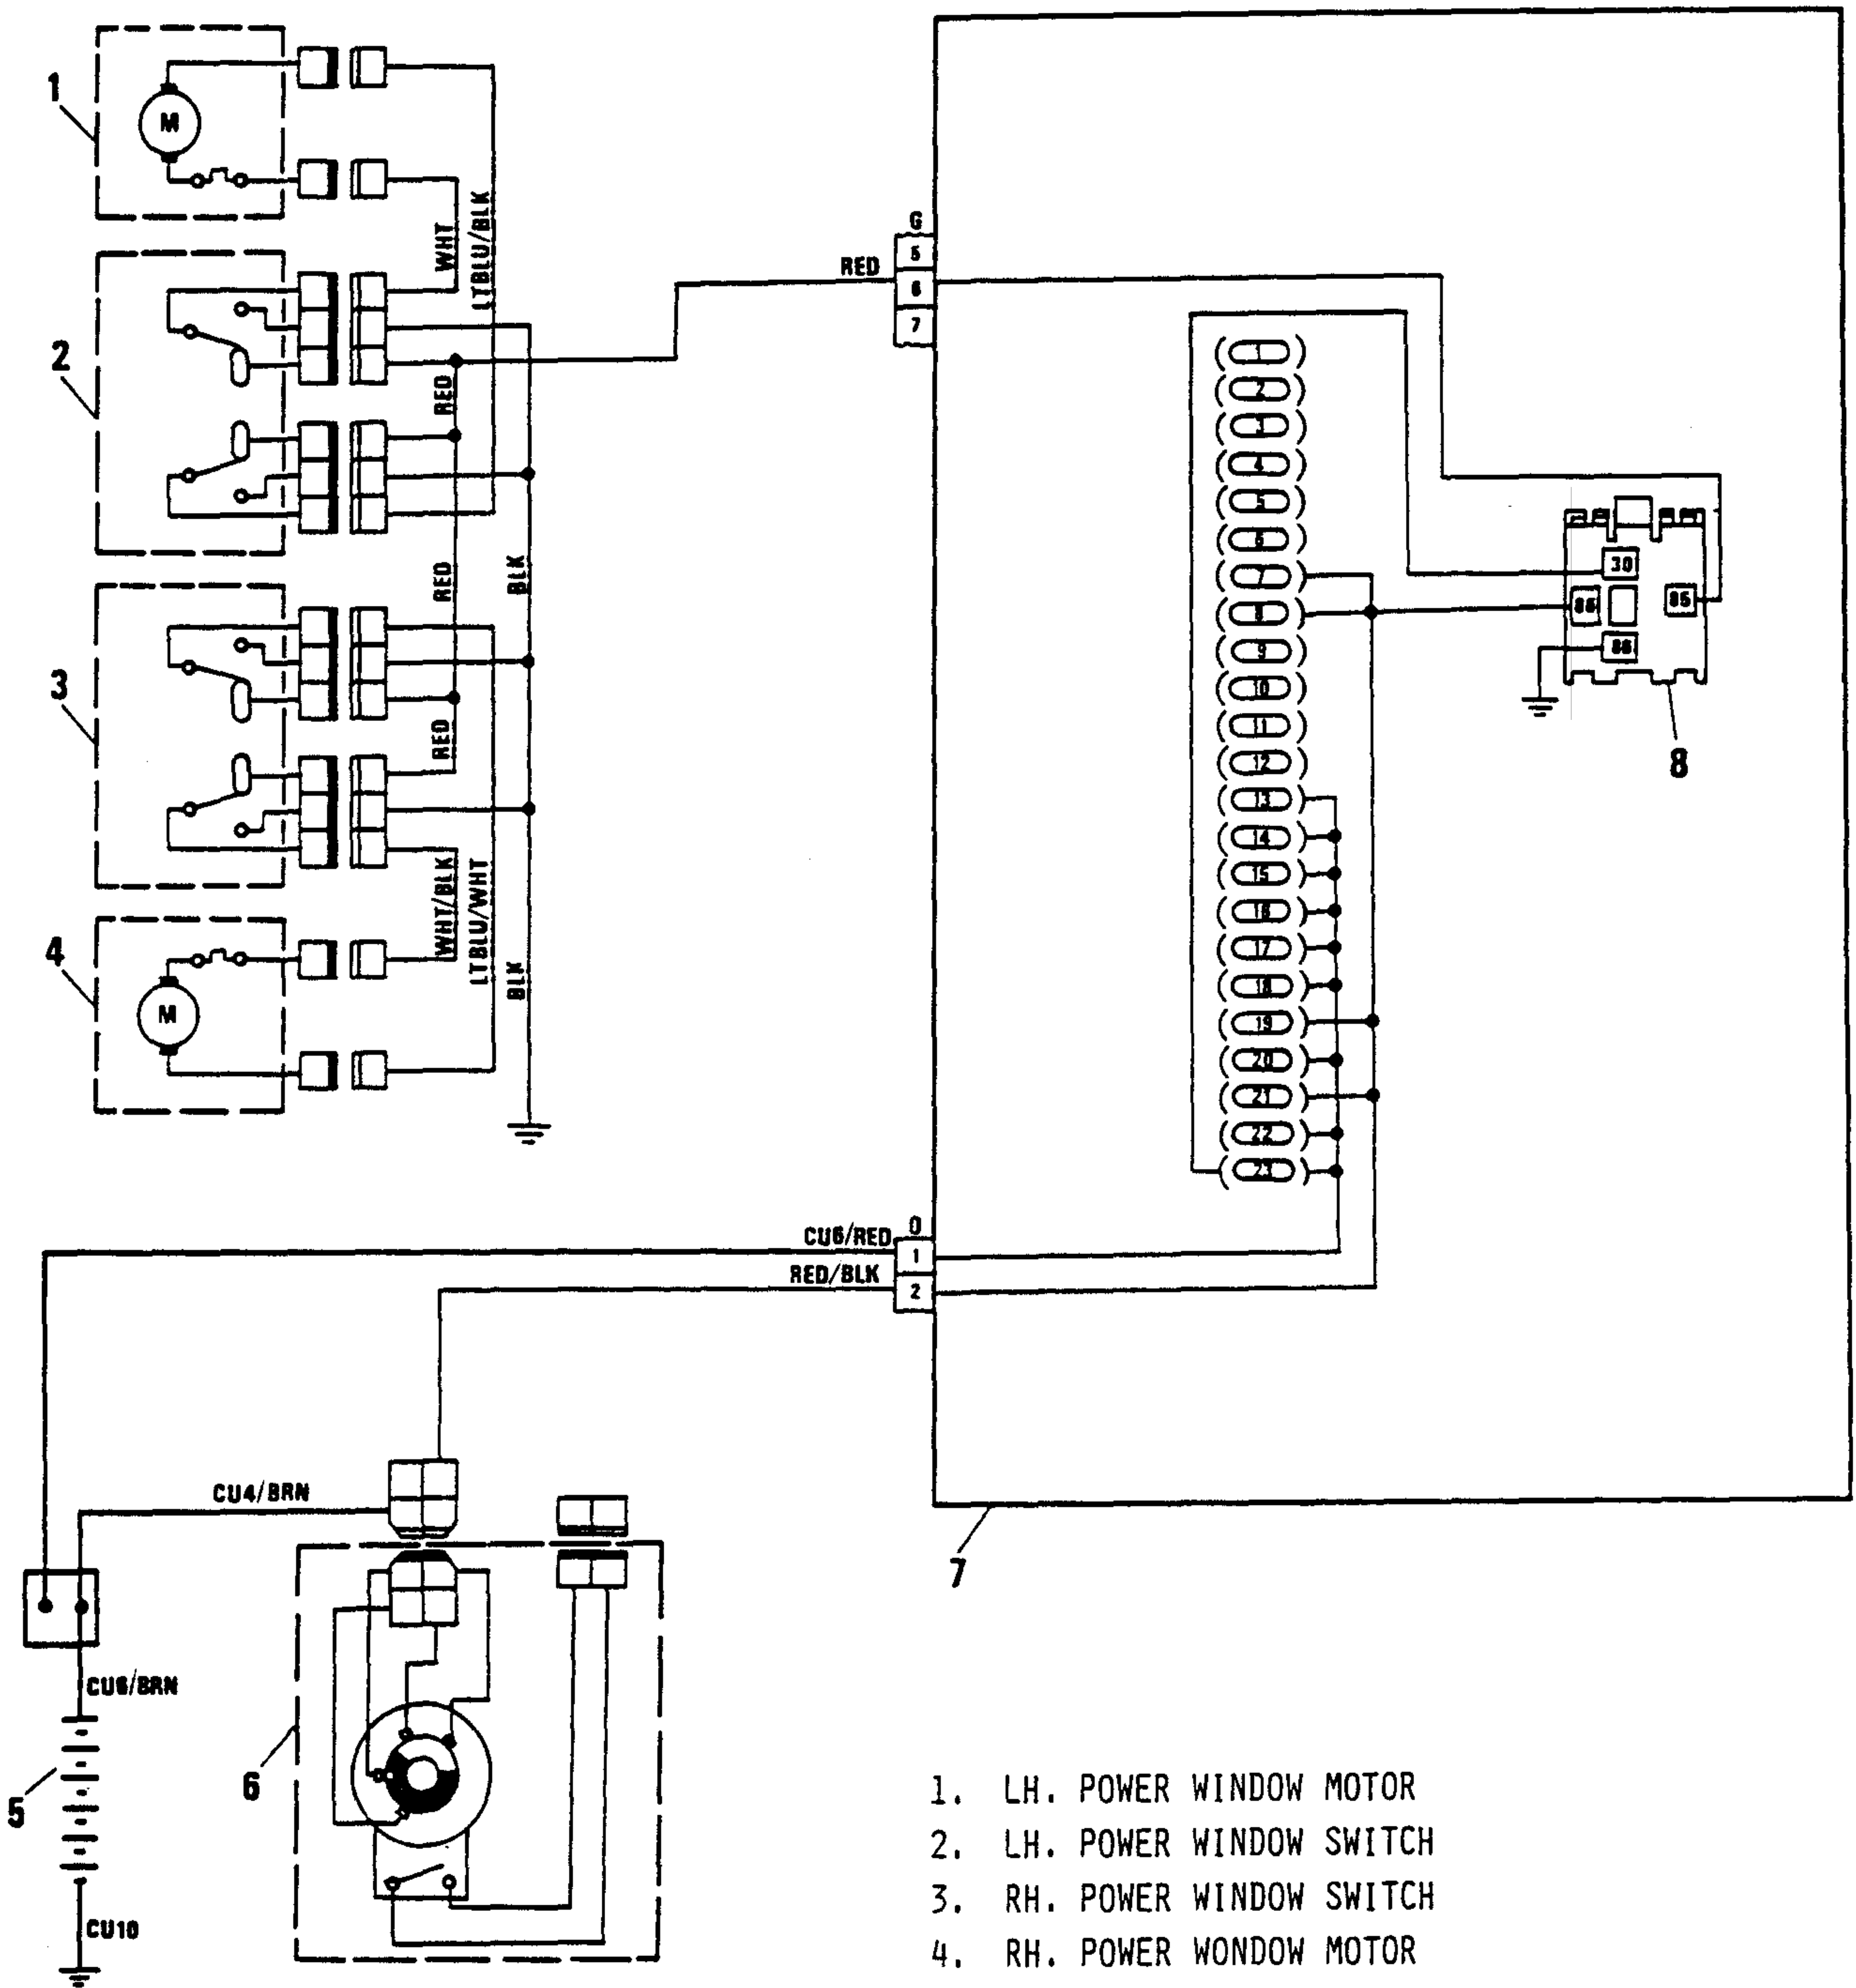 1
M
WHT
LTBLU/BLK
2
RED
RED
BLK
3
RED
WHT/BLK
LTBLU/WHT
BLK
4
M
RED
G
5
6
7
1
2
3
4
5
6
7
8
9
10
11
12
13
14
15
16
17
18
19
20
21
22
23
30
86
85
8
CU6/RED
RED/BLK
1
2
7
CU4/BRN
CU6/BRN
5
CU10
6
1. LH. POWER WINDOW MOTOR
2. LH. POWER WINDOW SWITCH
3. RH. POWER WINDOW SWITCH
4. RH. POWER WONDOW MOTOR